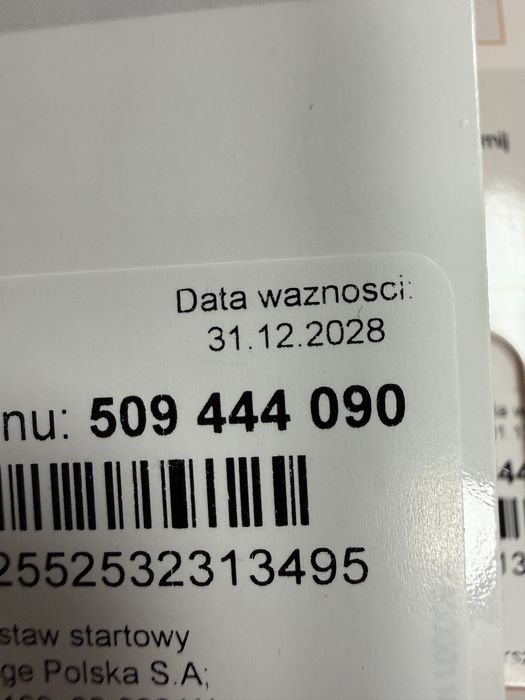 Data waznosci:
31.12.2028
nu: 509 444 090
2552532313495
staw startowy
ge Polska S.A;